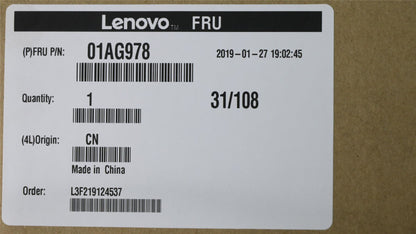 Lenovo™ FRU
(P)FRU P/N: 01AG978 2019-01-27 19:02:45
Quantity: 1 31/108
(4L)Origin: CN
Made in China
Order: L3F219124537